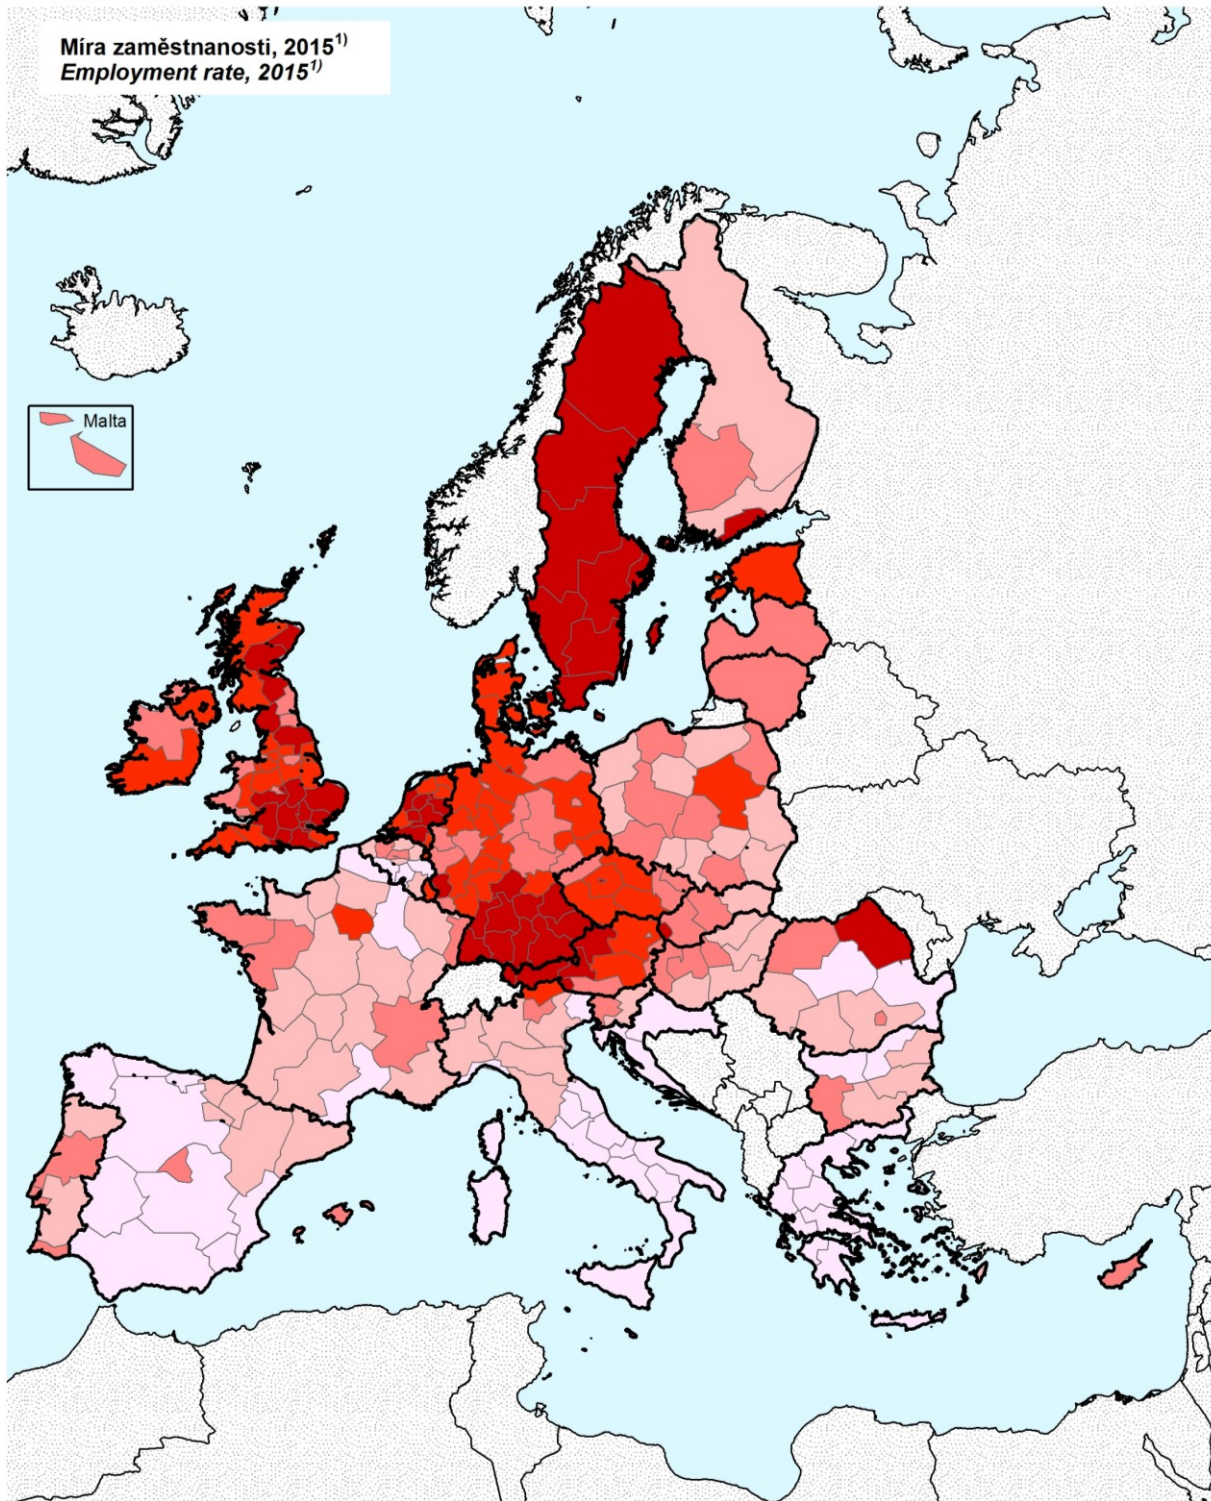 Míra zaměstnanosti, 2015¹⁾
Employment rate, 2015¹⁾
Malta